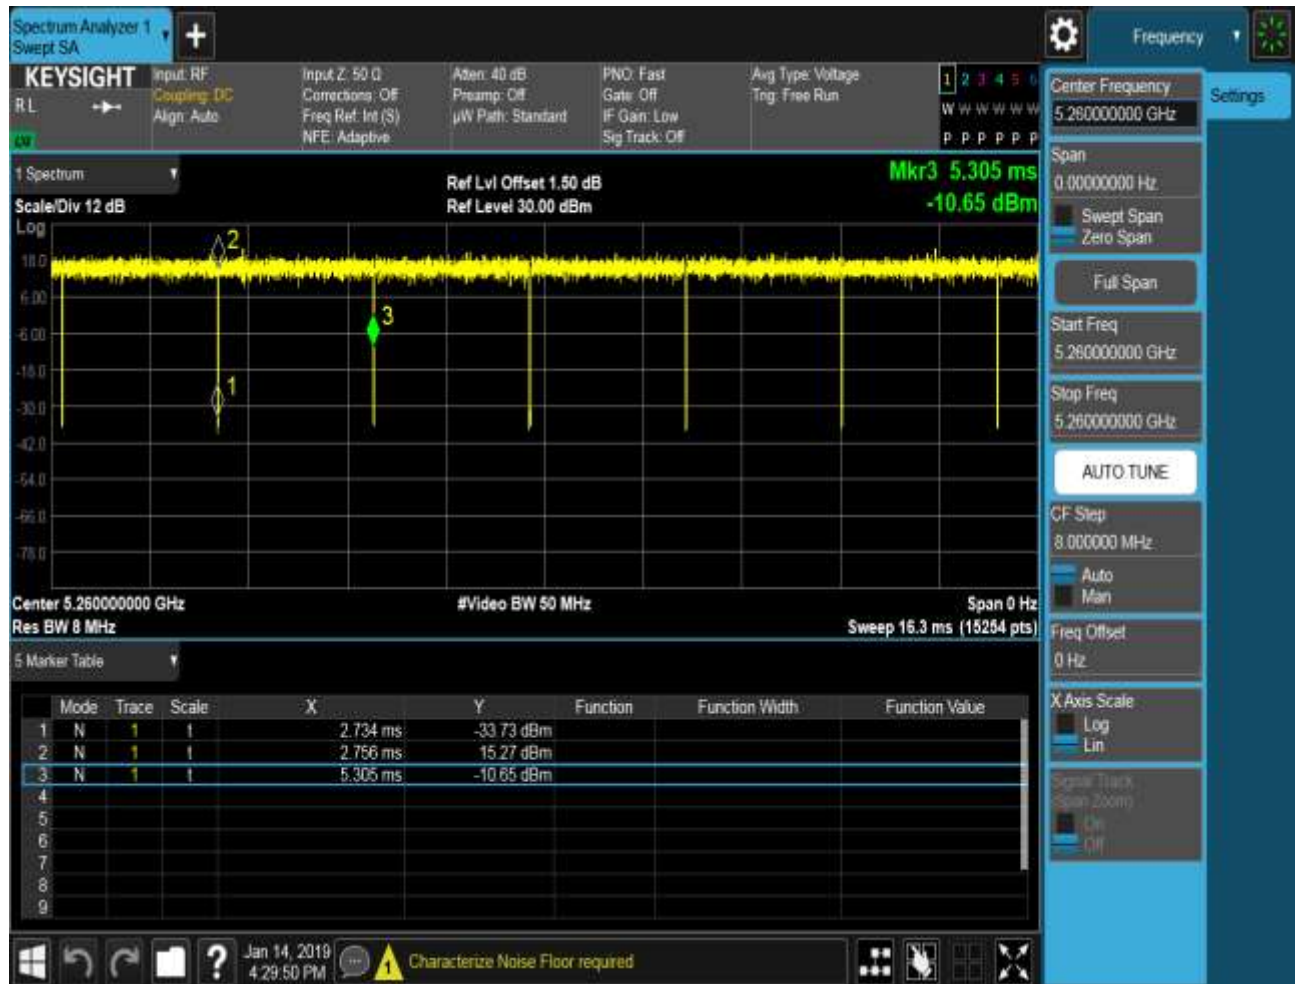 Spectrum Analyzer 1
Swept SA
+
Frequency
KEYSIGHT
RL
Input: RF
Coupling: DC
Align: Auto
Input Z: 50 Ω
Corrections: Off
Freq Ref: Int (S)
NFE: Adaptive
Atten: 40 dB
Preamp: Off
µW Path: Standard
PNO: Fast
Gate: Off
IF Gain: Low
Sig Track: Off
Avg Type: Voltage
Trig: Free Run
1 2 3 4 5 6
W W W W W W
P P P P P P
1 Spectrum
Scale/Div 12 dB
Log
Ref Lvl Offset 1.50 dB
Ref Level 30.00 dBm
Mkr3 5.305 ms
-10.65 dBm
18.0
6.00
-6.00
-18.0
-30.0
-42.0
-54.0
-66.0
-78.0
2
3
1
Center 5.260000000 GHz
#Video BW 50 MHz
Span 0 Hz
Res BW 8 MHz
Sweep 16.3 ms (15254 pts)
5 Marker Table
Mode Trace Scale X Y Function Function Width Function Value
1 N 1 t 2.734 ms -33.73 dBm
2 N 1 t 2.756 ms 15.27 dBm
3 N 1 t 5.305 ms -10.65 dBm
4
5
6
7
8
9
Center Frequency
5.260000000 GHz
Settings
Span
0.00000000 Hz
Swept Span
Zero Span
Full Span
Start Freq
5.260000000 GHz
Stop Freq
5.260000000 GHz
AUTO TUNE
CF Step
8.000000 MHz
Auto
Man
Freq Offset
0 Hz
X Axis Scale
Log
Lin
Signal Track
(Span Zoom)
On
Off
?
Jan 14, 2019
4:29:50 PM
1
Characterize Noise Floor required